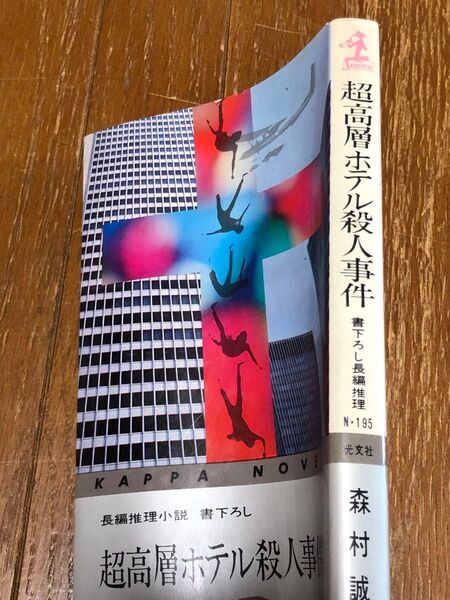 KAPPA NOVE
長編推理小説 書下ろし
超高層ホテル殺人事件
超高層ホテル殺人事件
書下ろし長編推理
N・195
光文社
森村誠